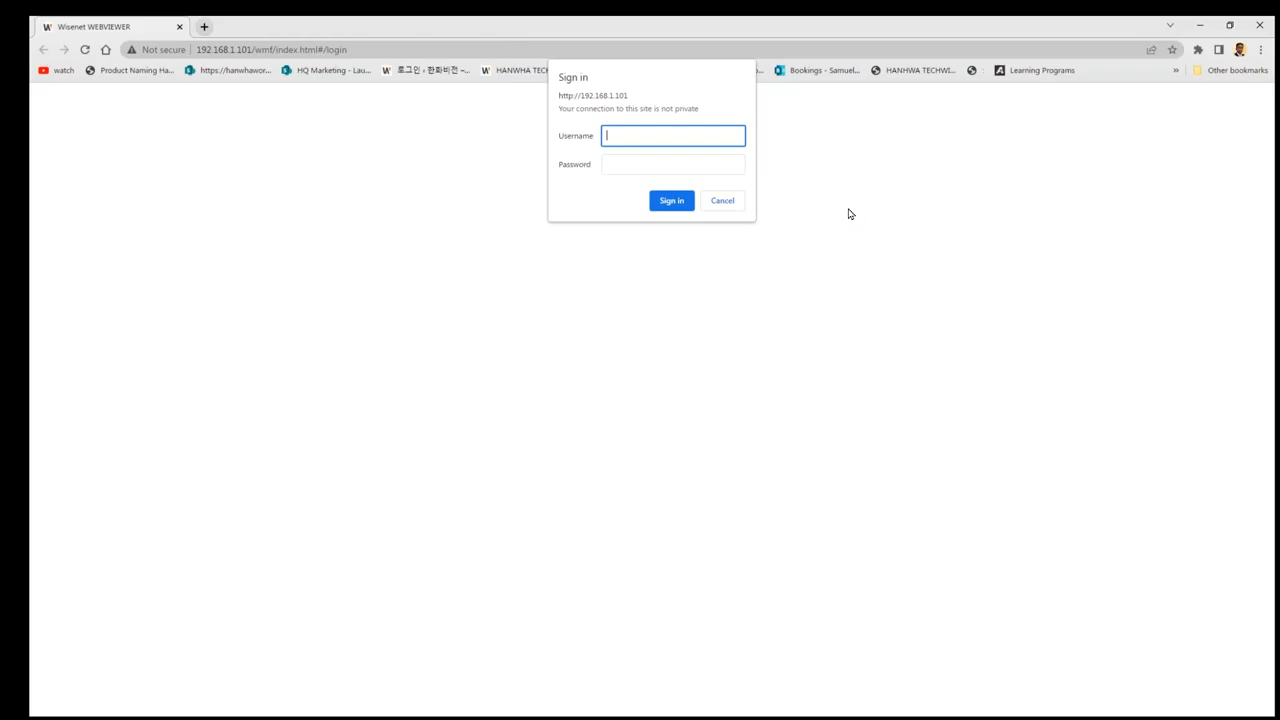 Wisenet WEBVIEWER
Not secure 192.168.1.101/wmf/index.html#/login
watch Product Naming Ha... https://hanwhawor... HQ Marketing - Lau... 로그인 ‹ 한화비전 –... HANWHA TECH Bookings - Samuel... HANWHA TECHWI... : Learning Programs » Other bookmarks
Sign in
http://192.168.1.101
Your connection to this site is not private
Username
Password
Sign in Cancel